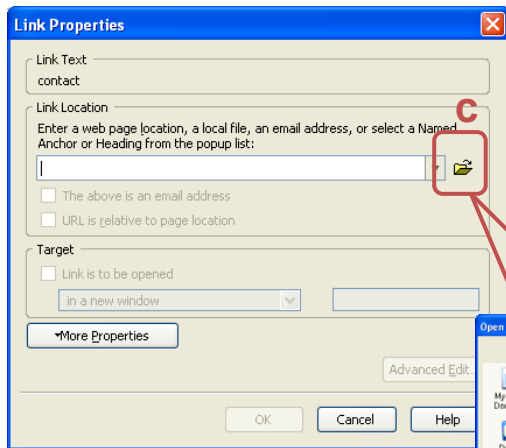 Link Properties
Link Text
contact
Link Location
C
Enter a web page location, a local file, an email address, or select a Named
Anchor or Heading from the popup list:
The above is an email address
URL is relative to page location
Target
Link is to be opened
in a new window
More Properties
Open
Advanced Edit...
My
OK
Cancel
Help